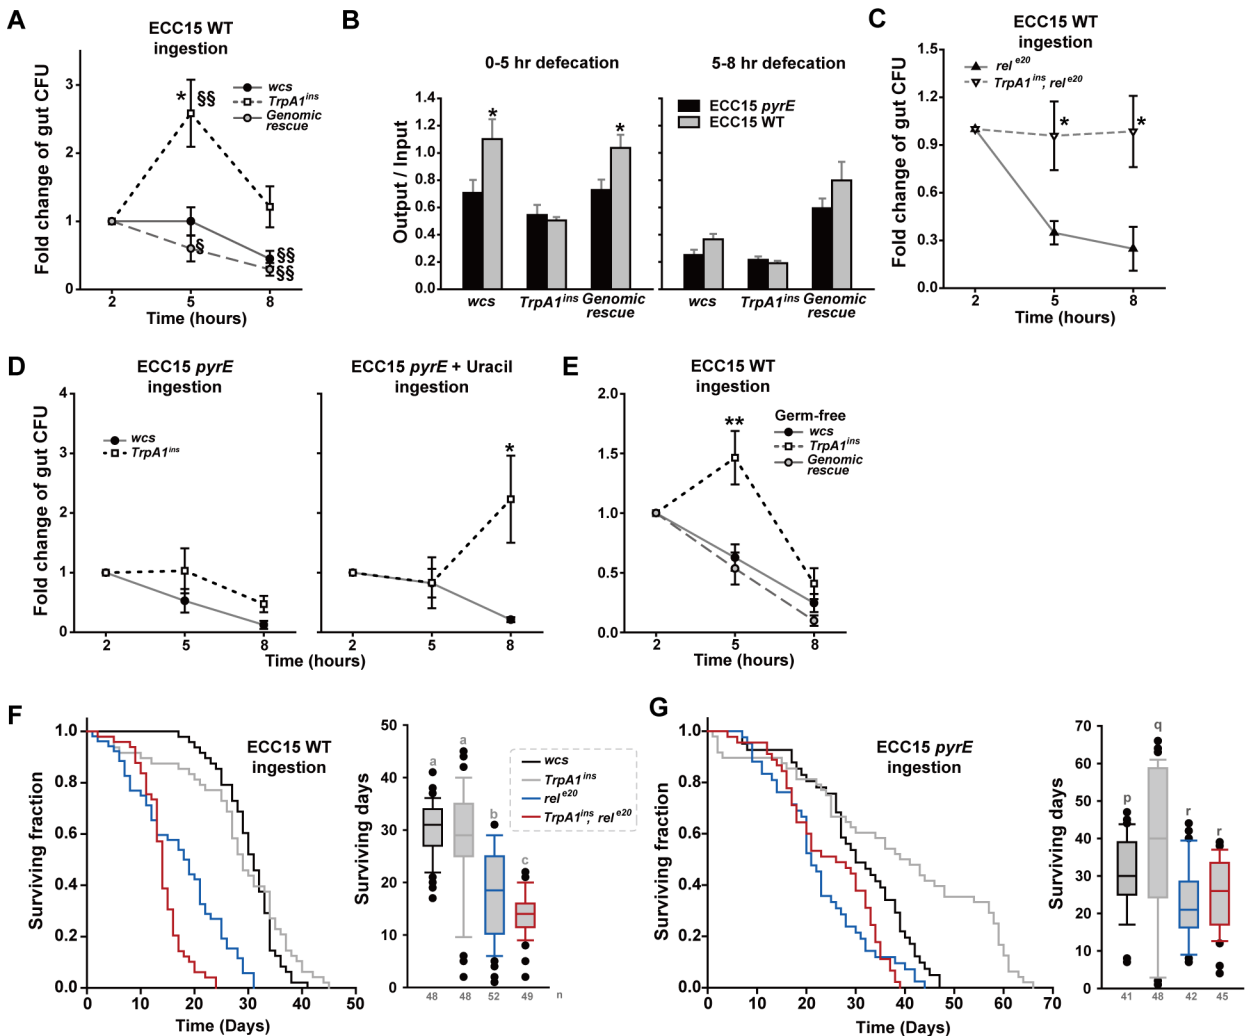 A
ECC15 WT
ingestion
Fold change of gut CFU
3
2
1
0
* §§
§
§§
§§
wcs
TrpA1ins
Genomic
rescue
2 5 8
Time (hours)
B
0-5 hr defecation
5-8 hr defecation
Output / Input
1.4
1.2
1.0
0.8
0.6
0.4
0.2
0.0
*
*
ECC15 pyrE
ECC15 WT
wcs TrpA1ins Genomic
rescue
wcs TrpA1ins Genomic
rescue
C
ECC15 WT
ingestion
rel e20
TrpA1ins, rel e20
Fold change of gut CFU
1.5
1.2
0.9
0.6
0.3
0
*
*
2 5 8
Time (hours)
D
ECC15 pyrE
ingestion
ECC15 pyrE + Uracil
ingestion
Fold change of gut CFU
4
3
2
1
0
wcs
TrpA1ins
*
2 5 8
2 5 8
Time (hours)
E
ECC15 WT
ingestion
2.0
1.5
1.0
0.5
0.0
**
Germ-free
wcs
TrpA1ins
Genomic
rescue
2 5 8
Time (hours)
F
ECC15 WT
ingestion
Surviving fraction
1.0
0.8
0.6
0.4
0.2
0.0
0 10 20 30 40 50
Time (Days)
Surviving days
50
40
30
20
10
0
a
a
b
c
48 48 52 49 n
wcs
TrpA1ins
rel e20
TrpA1ins, rel e20
G
ECC15 pyrE
ingestion
Surviving fraction
1.0
0.8
0.6
0.4
0.2
0.0
0 10 20 30 40 50 60 70
Time (Days)
Surviving days
70
60
50
40
30
20
10
0
p
q
r
r
41 48 42 45